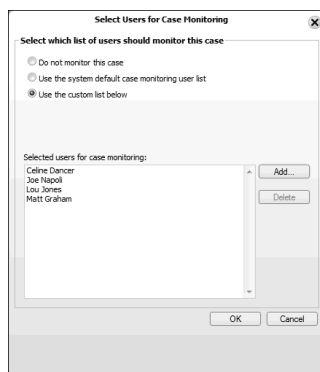 Select Users for Case Monitoring
Select which list of users should monitor this case
Do not monitor this case
Use the system default case monitoring user list
Use the custom list below
Selected users for case monitoring:
Celine Dancer
Joe Napoli
Lou Jones
Matt Graham
Add...
Delete
OK
Cancel